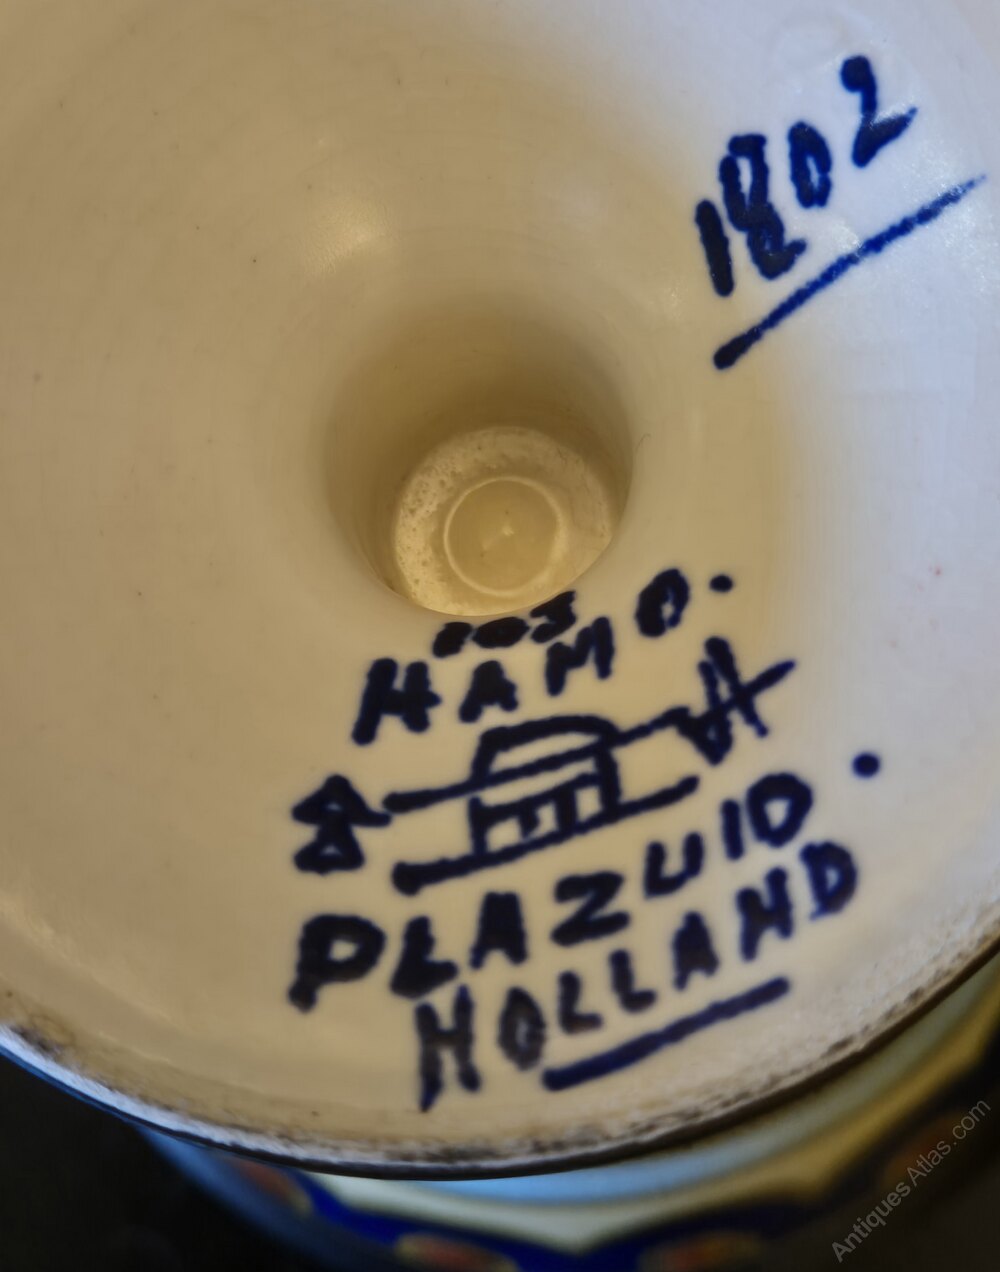 1802
HAMO.
PLAZUID.
HOLLAND
AntiquesAtlas.com